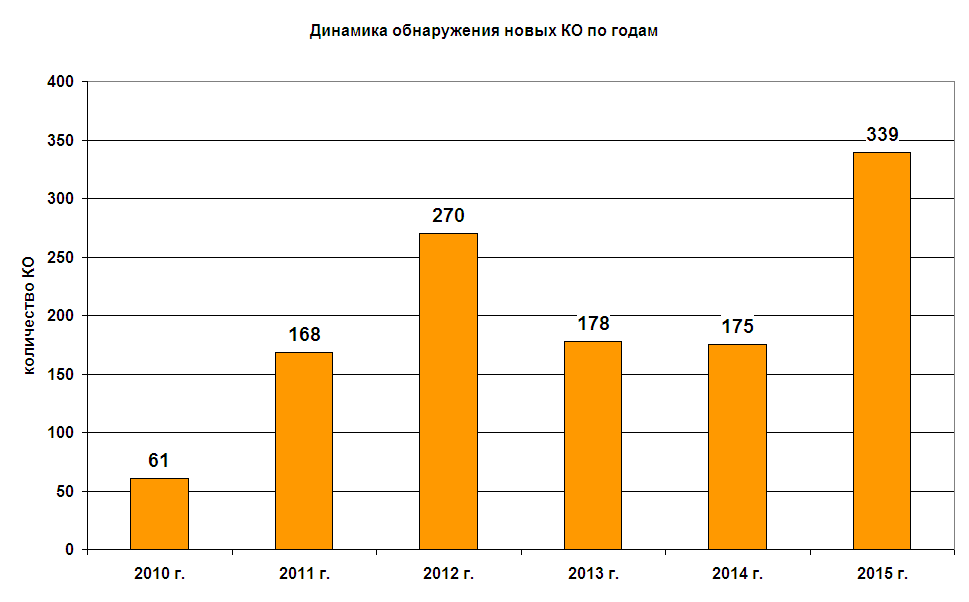 Динамика обнаружения новых КО по годам
количество КО
400
350
300
250
200
150
100
50
0
61
168
270
178
175
339
2010 г.
2011 г.
2012 г.
2013 г.
2014 г.
2015 г.